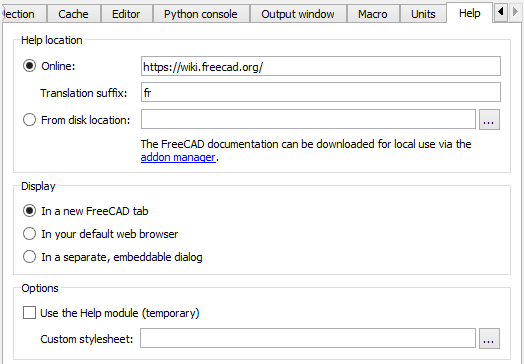 lection Cache Editor Python console Output window Macro Units Help
Help location
Online: https://wiki.freecad.org/
Translation suffix: fr
From disk location: ...
The FreeCAD documentation can be downloaded for local use via the
addon manager.
Display
In a new FreeCAD tab
In your default web browser
In a separate, embeddable dialog
Options
Use the Help module (temporary)
Custom stylesheet: ...